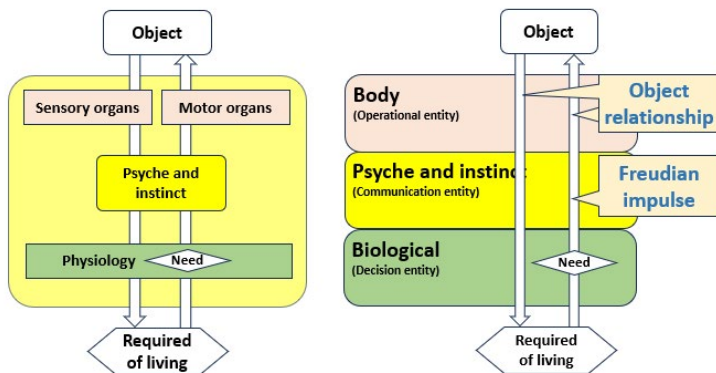 Object
Sensory organs
Motor organs
Psyche and
instinct
Physiology
Need
Required
of living
Object
Body
(Operational entity)
Object
relationship
Psyche and instinct
(Communication entity)
Freudian
impulse
Biological
(Decision entity)
Need
Required
of living